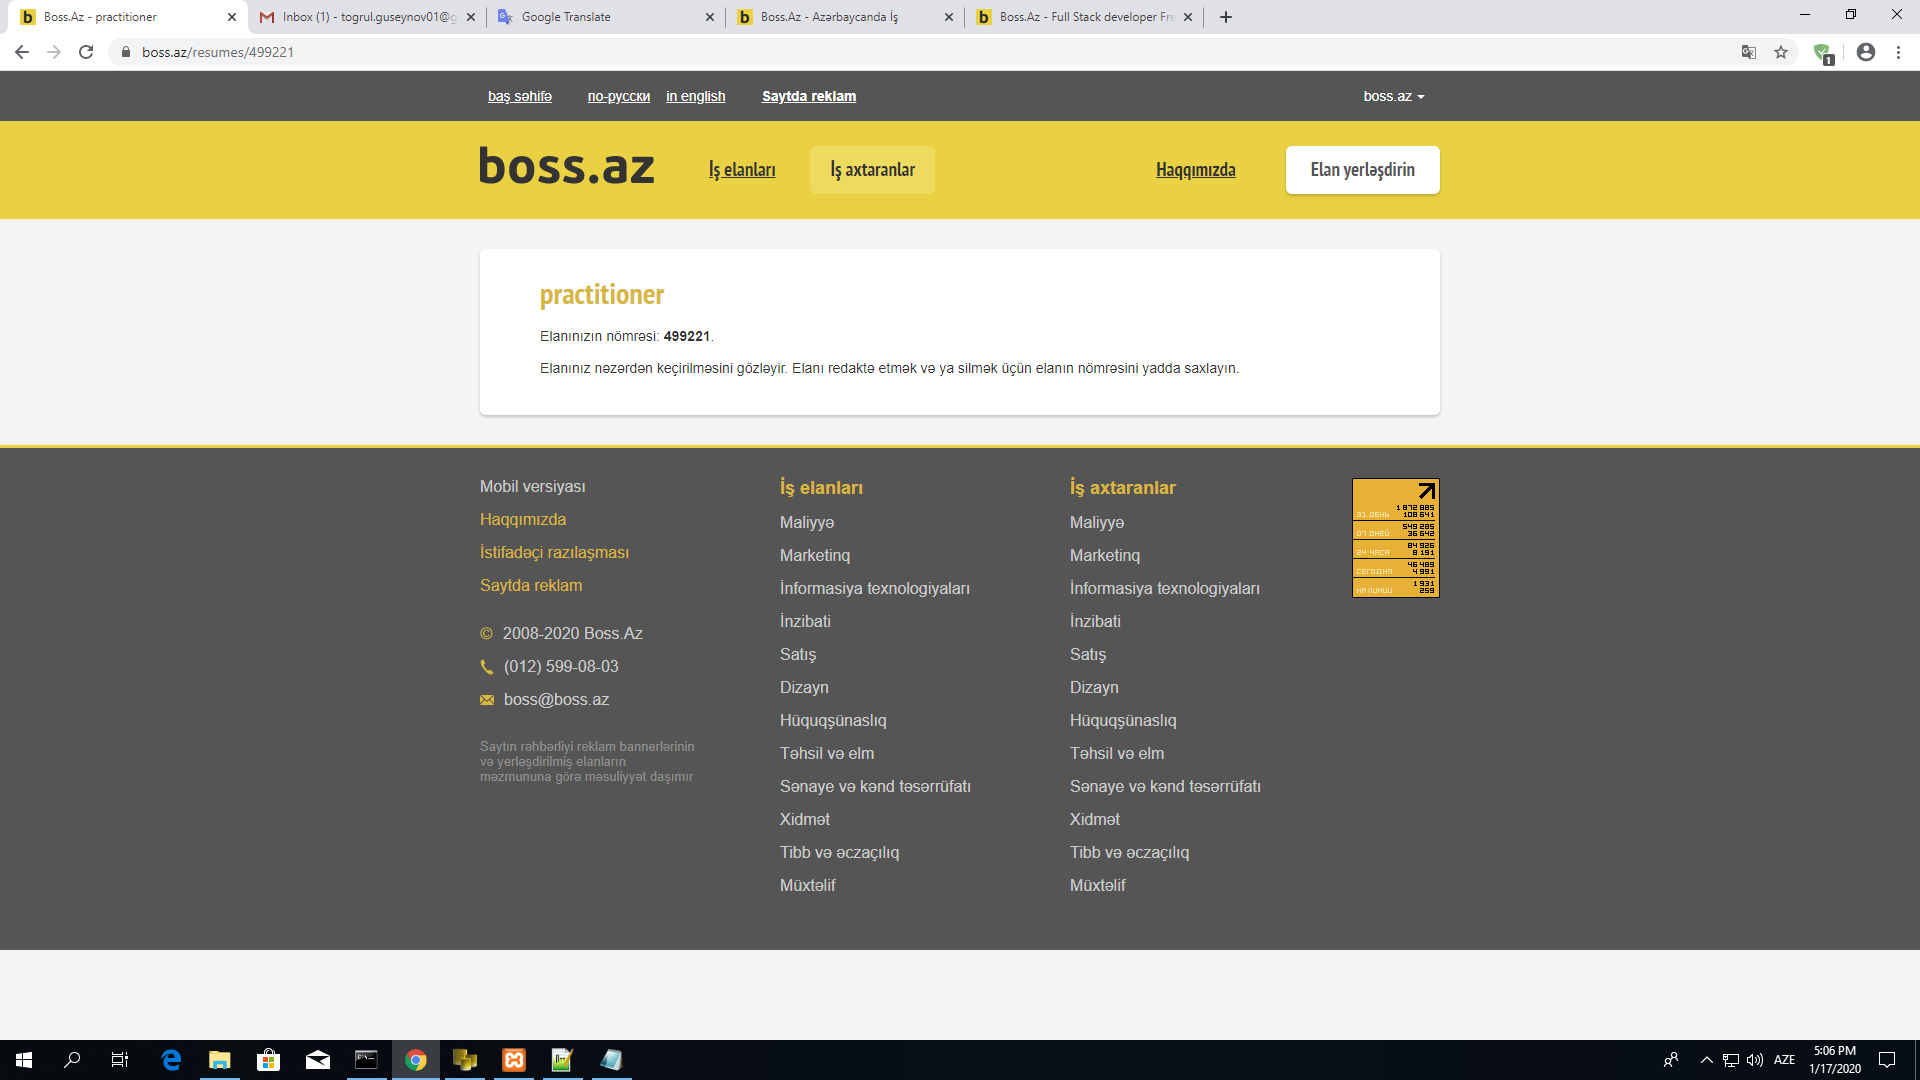 Boss.Az - practitioner
Inbox (1) - togrul.guseynov01@g
Google Translate
Boss.Az - Azərbaycanda İş
Boss.Az - Full Stack developer Fre
boss.az/resumes/499221
1
baş səhifə
по-русски
in english
Saytda reklam
boss.az
boss.az
İş elanları
İş axtaranlar
Haqqımızda
Elan yerləşdirin
practitioner
Elanınızın nömrəsi: 499221.
Elanınız nəzərdən keçirilməsini gözləyir. Elanı redaktə etmək və ya silmək üçün elanın nömrəsini yadda saxlayın.
Mobil versiyası
Haqqımızda
İstifadəçi razılaşması
Saytda reklam
© 2008-2020 Boss.Az
(012) 599-08-03
boss@boss.az
Saytın rəhbərliyi reklam bannerlərinin
və yerləşdirilmiş elanların
məzmununa görə məsuliyyət daşımır
İş elanları
Maliyyə
Marketinq
İnformasiya texnologiyaları
İnzibati
Satış
Dizayn
Hüquqşünaslıq
Təhsil və elm
Sənaye və kənd təsərrüfatı
Xidmət
Tibb və əczaçılıq
Müxtəlif
İş axtaranlar
Maliyyə
Marketinq
İnformasiya texnologiyaları
İnzibati
Satış
Dizayn
Hüquqşünaslıq
Təhsil və elm
Sənaye və kənd təsərrüfatı
Xidmət
Tibb və əczaçılıq
Müxtəlif
1 872 885
31 ДЕНЬ 108 641
549 285
07 ДНЕЙ 36 642
84 926
24 ЧАСА 8 191
46 489
СЕГОДНЯ 4 991
1 931
НА ЛИНИИ 259
AZE
5:06 PM
1/17/2020